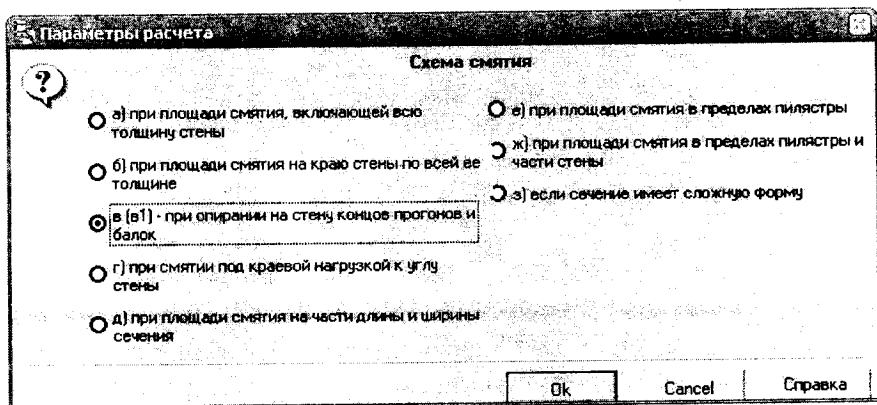 Параметры расчета
Схема смятия
а) при площади смятия, включающей всю
толщину стены
б) при площади смятия на краю стены по всей ее
толщине
в (в1) - при опирании на стену концов прогонов и
балок
г) при смятии под краевой нагрузкой к углу
стены
д) при площади смятия на части длины и ширины
сечения
е) при площади смятия в пределах пилястры
ж) при площади смятия в пределах пилястры и
части стены
з) если сечение имеет сложную форму
Ok
Cancel
Справка